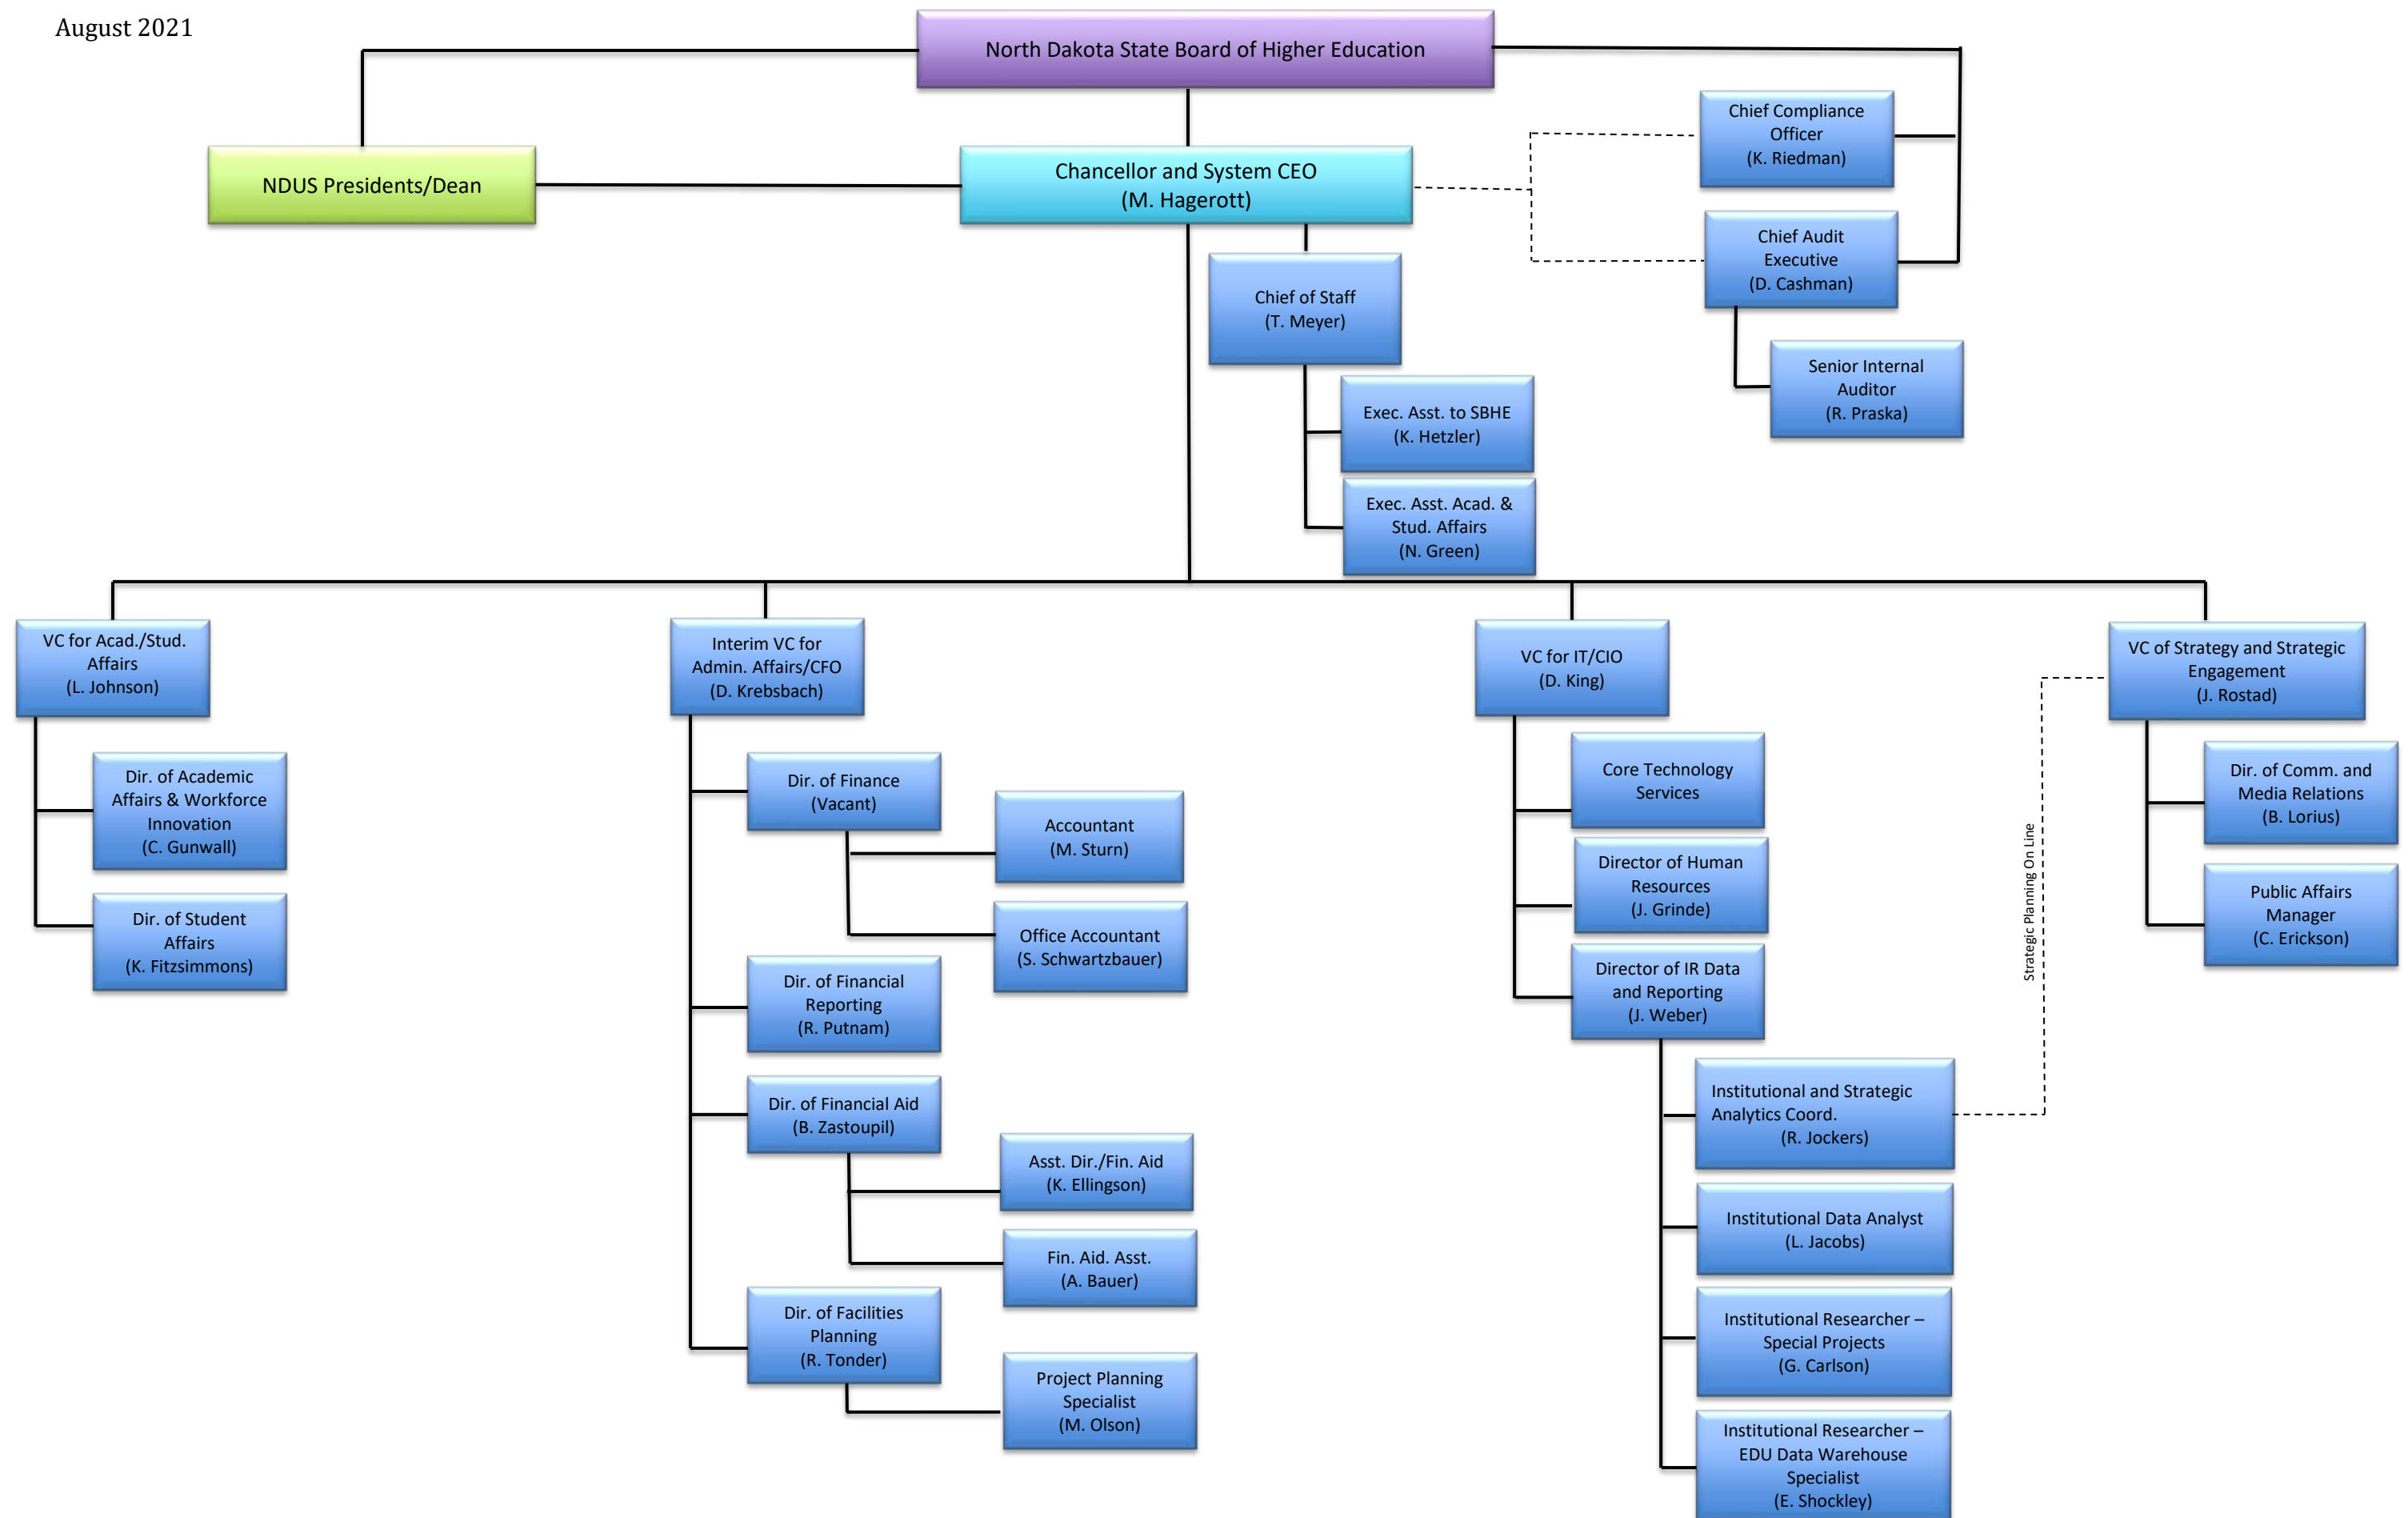 August 2021
North Dakota State Board of Higher Education
NDUS Presidents/Dean
Chancellor and System CEO
(M. Hagerott)
Chief Compliance
Officer
(K. Riedman)
Chief Audit
Executive
(D. Cashman)
Senior Internal
Auditor
(R. Praska)
Chief of Staff
(T. Meyer)
Exec. Asst. to SBHE
(K. Hetzler)
Exec. Asst. Acad. &
Stud. Affairs
(N. Green)
VC for Acad./Stud.
Affairs
(L. Johnson)
Dir. of Academic
Affairs & Workforce
Innovation
(C. Gunwall)
Dir. of Student
Affairs
(K. Fitzsimmons)
Interim VC for
Admin. Affairs/CFO
(D. Krebsbach)
Dir. of Finance
(Vacant)
Accountant
(M. Sturn)
Office Accountant
(S. Schwartzbauer)
Dir. of Financial
Reporting
(R. Putnam)
Dir. of Financial Aid
(B. Zastoupil)
Asst. Dir./Fin. Aid
(K. Ellingson)
Fin. Aid. Asst.
(A. Bauer)
Dir. of Facilities
Planning
(R. Tonder)
Project Planning
Specialist
(M. Olson)
VC for IT/CIO
(D. King)
Core Technology
Services
Director of Human
Resources
(J. Grinde)
Director of IR Data
and Reporting
(J. Weber)
Institutional and Strategic
Analytics Coord.
(R. Jockers)
Institutional Data Analyst
(L. Jacobs)
Institutional Researcher –
Special Projects
(G. Carlson)
Institutional Researcher –
EDU Data Warehouse
Specialist
(E. Shockley)
Strategic Planning On Line
VC of Strategy and Strategic
Engagement
(J. Rostad)
Dir. of Comm. and
Media Relations
(B. Lorius)
Public Affairs
Manager
(C. Erickson)